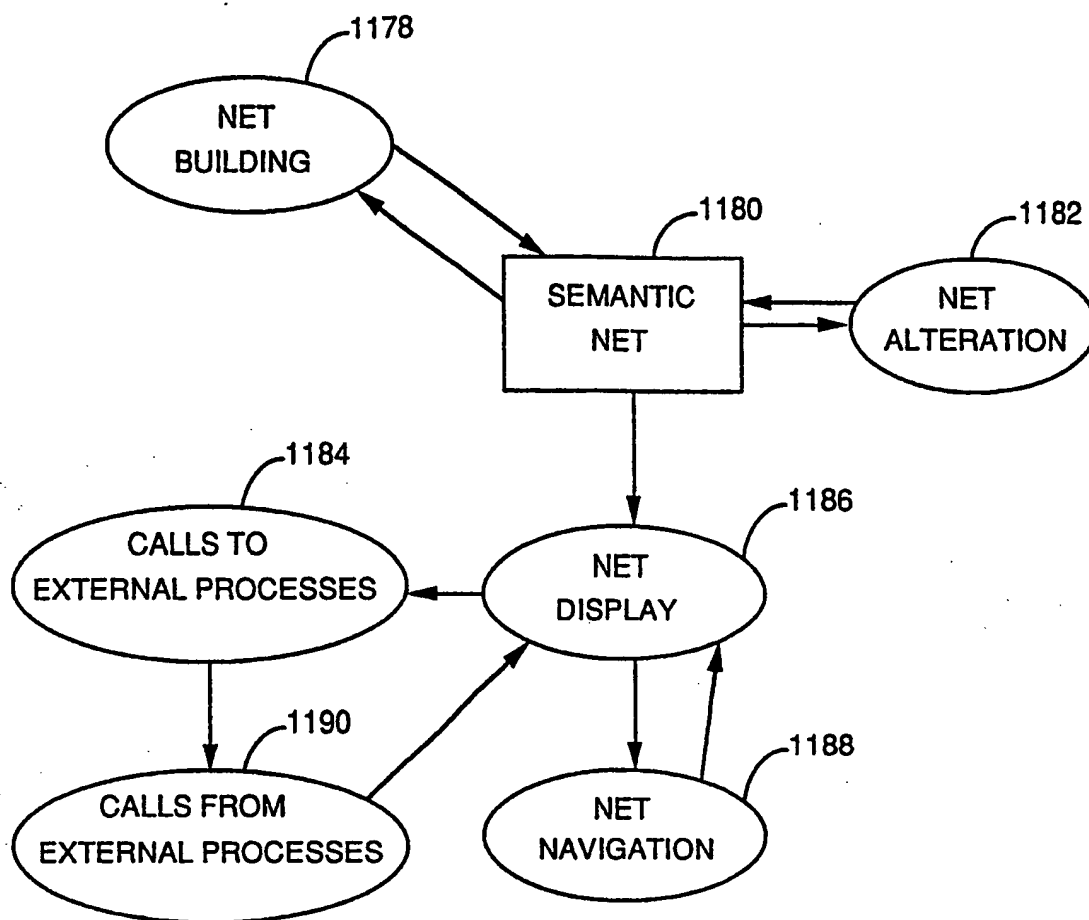 1178
NET
BUILDING
1180
SEMANTIC
NET
1182
NET
ALTERATION
1184
CALLS TO
EXTERNAL PROCESSES
1186
NET
DISPLAY
1190
CALLS FROM
EXTERNAL PROCESSES
1188
NET
NAVIGATION